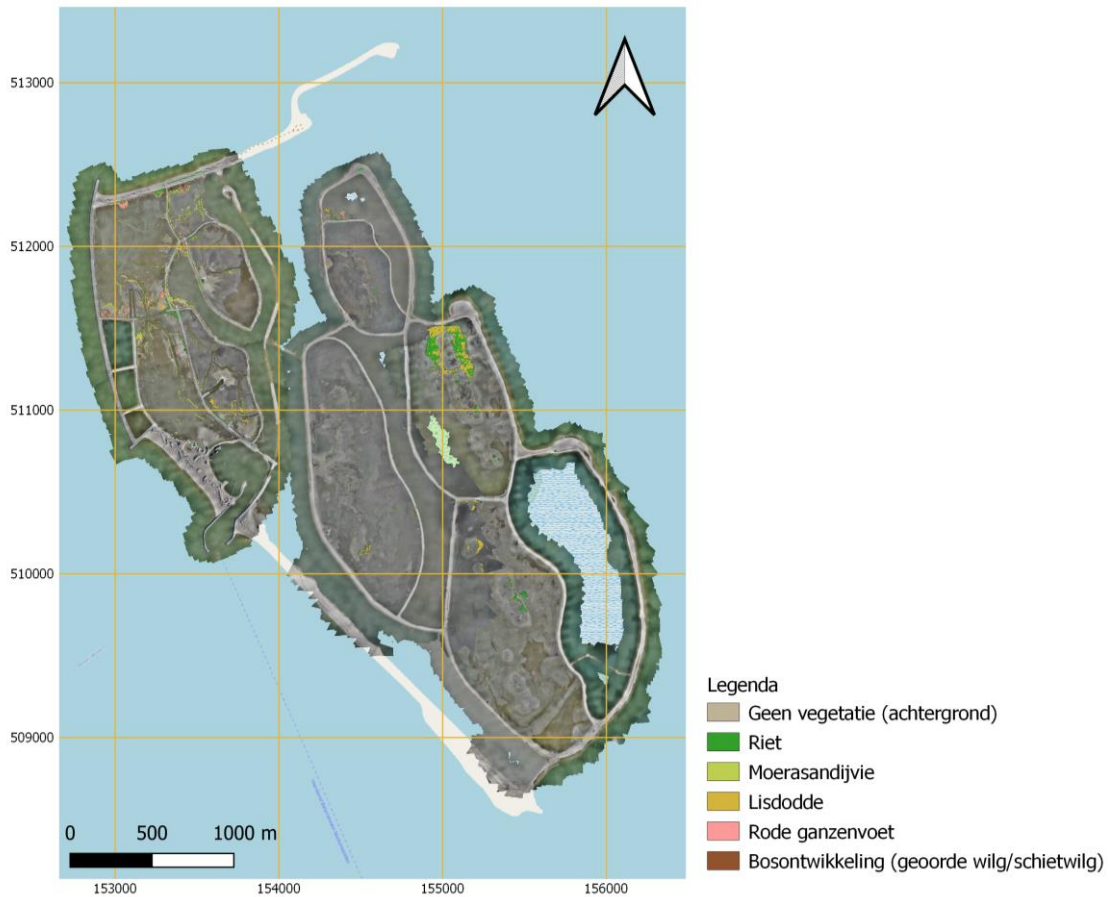 513000
512000
511000
510000
509000
0 500 1000 m
153000 154000 155000 156000
Legenda
Geen vegetatie (achtergrond)
Riet
Moerasandijvie
Lisdodde
Rode ganzenvoet
Bosontwikkeling (geoorde wilg/schietwilg)